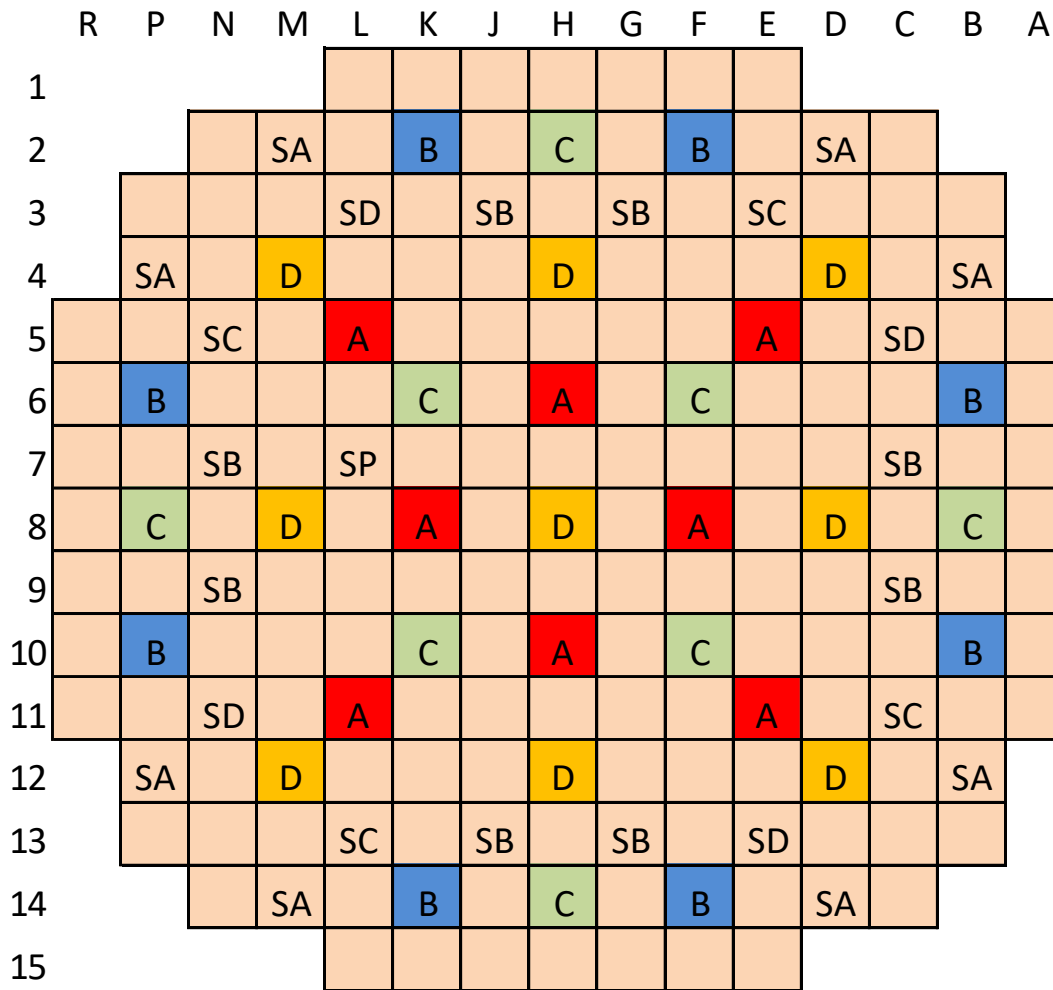 R P N M L K J H G F E D C B A
1
2 SA B C B SA
3 SD SB SB SC
4 SA D D D SA
5 SC A A SD
6 B C A C B
7 SB SP SB
8 C D A D A D C
9 SB SB
10 B C A C B
11 SD A A SC
12 SA D D D SA
13 SC SB SB SD
14 SA B C B SA
15